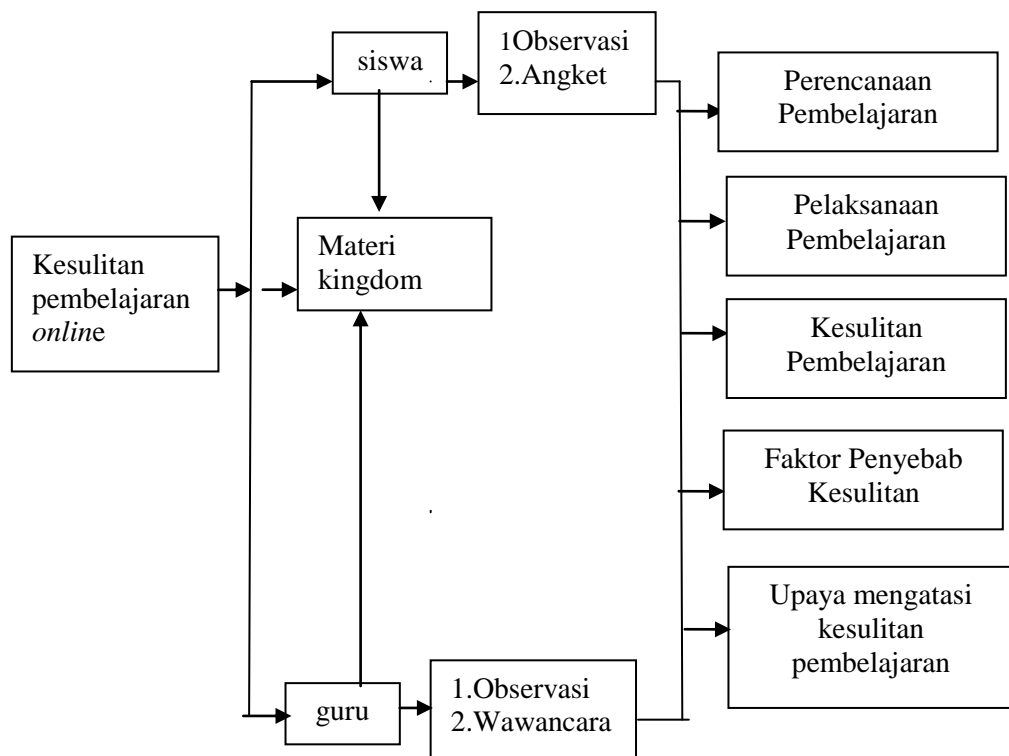 siswa
1Observasi
2.Angket
Perencanaan
Pembelajaran
Pelaksanaan
Pembelajaran
Materi
kingdom
Kesulitan
pembelajaran
online
Kesulitan
Pembelajaran
Faktor Penyebab
Kesulitan
Upaya mengatasi
kesulitan
pembelajaran
guru
1.Observasi
2.Wawancara